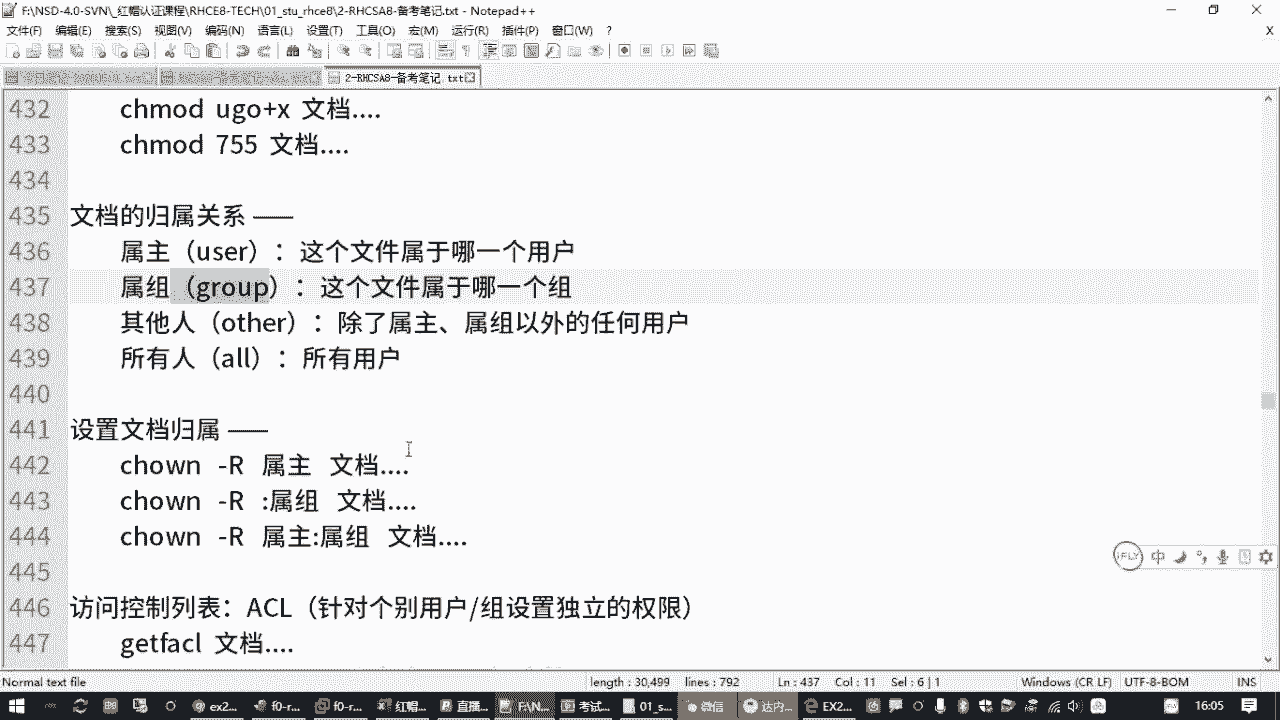 F:\NSD-4.0-SVN\_红帽认证课程\RHCE8-TECH\01_stu_rhce8\2-RHCSA8-备考笔记.txt - Notepad++
文件(F) 编辑(E) 搜索(S) 视图(V) 编码(N) 语言(L) 设置(T) 工具(O) 宏(M) 运行(R) 插件(P) 窗口(W) ? X
2-RHCSA8-备考笔记.txt
432 chmod ugo+x 文档....
433 chmod 755 文档....
434
435 文档的归属关系 ——
436 属主（user）：这个文件属于哪一个用户
437 属组（group）：这个文件属于哪一个组
438 其他人（other）：除了属主、属组以外的任何用户
439 所有人（all）：所有用户
440
441 设置文档归属 ——
442 chown -R 属主 文档....
443 chown -R :属组 文档....
444 chown -R 属主:属组 文档....
445
446 访问控制列表：ACL（针对个别用户/组设置独立的权限）
447 getfacl 文档....
iFLY 中
Normal text file length : 30,499 lines : 792 Ln : 437 Col : 11 Sel : 6 | 1 Windows (CR LF) UTF-8-BOM INS
ex2... f0-r... 红帽... 直播... F:\N... 考试... 01_s... 微信 达内... EX2... 16:05